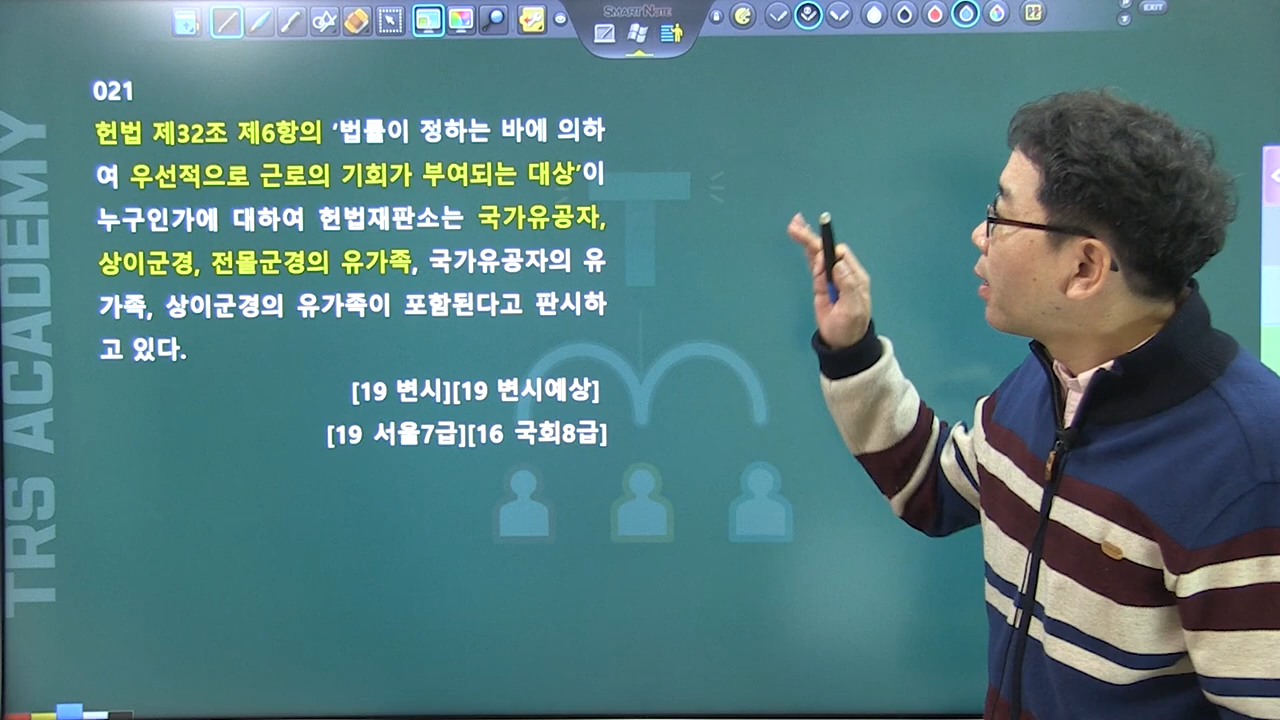 SMART NOTE
EXIT
TRS ACADEMY
021
헌법 제32조 제6항의 ‘법률이 정하는 바에 의하
여 우선적으로 근로의 기회가 부여되는 대상’이
누구인가에 대하여 헌법재판소는 국가유공자,
상이군경, 전몰군경의 유가족, 국가유공자의 유
가족, 상이군경의 유가족이 포함된다고 판시하
고 있다.
[19 변시][19 변시예상]
[19 서울7급][16 국회8급]